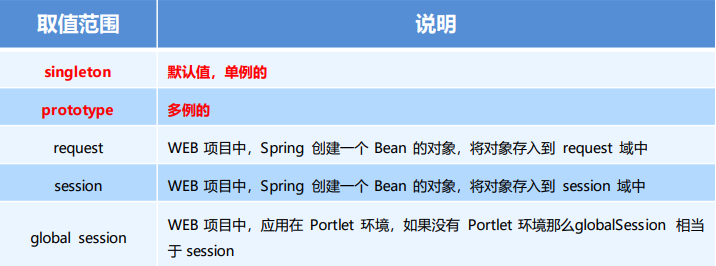 取值范围 说明
singleton 默认值，单例的
prototype 多例的
request WEB 项目中，Spring 创建一个 Bean 的对象，将对象存入到 request 域中
session WEB 项目中，Spring 创建一个 Bean 的对象，将对象存入到 session 域中
global session WEB 项目中，应用在 Portlet 环境，如果没有 Portlet 环境那么globalSession 相当
于 session